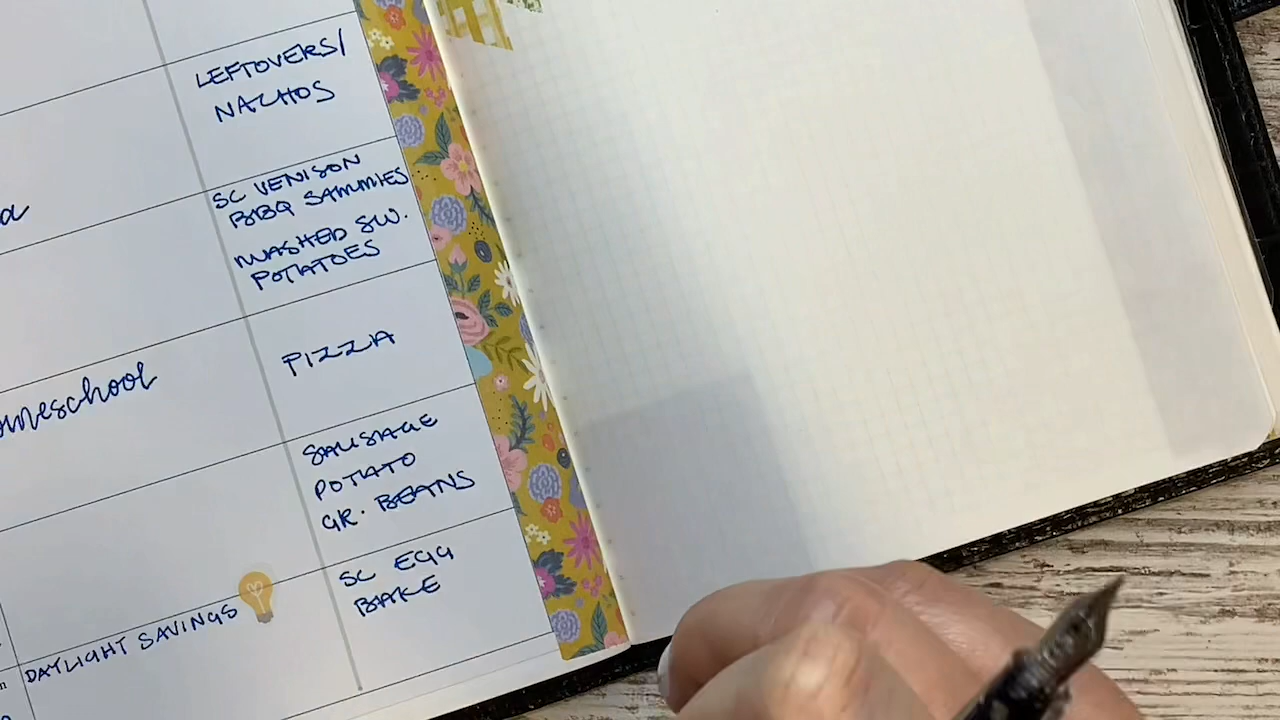 LEFTOVERS/
NACHOS
SC VENISON
BBQ SAMMIES
MASHED SW.
POTATOES
PIZZA
SAUSAGE
POTATO
GR. BEANS
SC EGG
BAKE
DAYLIGHT SAVINGS